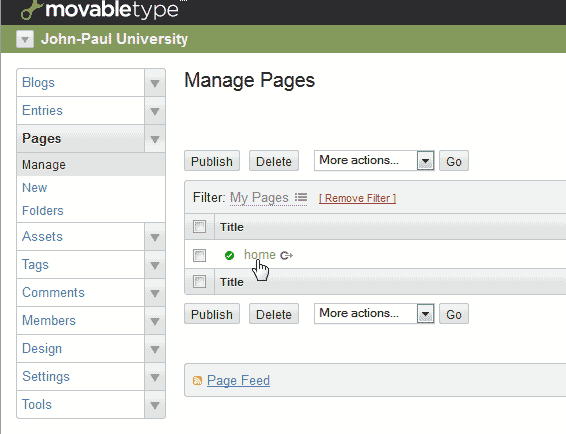 movabletype
John-Paul University
Blogs
Entries
Pages
Manage
New
Folders
Assets
Tags
Comments
Members
Design
Settings
Tools
Manage Pages
Publish Delete More actions... Go
Filter: My Pages [ Remove Filter ]
Title
home
Title
Publish Delete More actions... Go
Page Feed